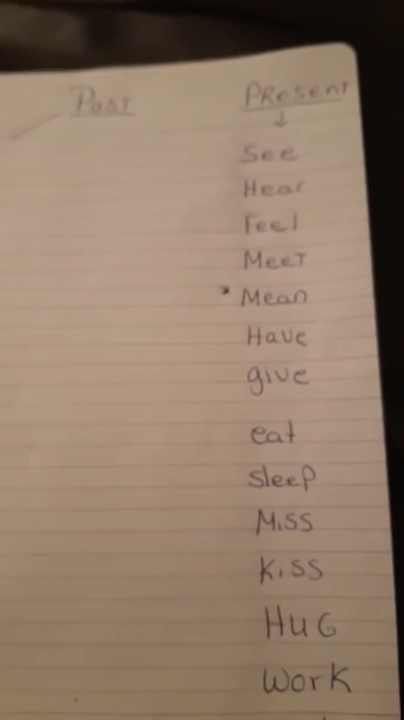 Past PResenT
See
Hear
feel
MeeT
Mean
Have
give
eat
Sleep
Miss
Kiss
HUG
Work